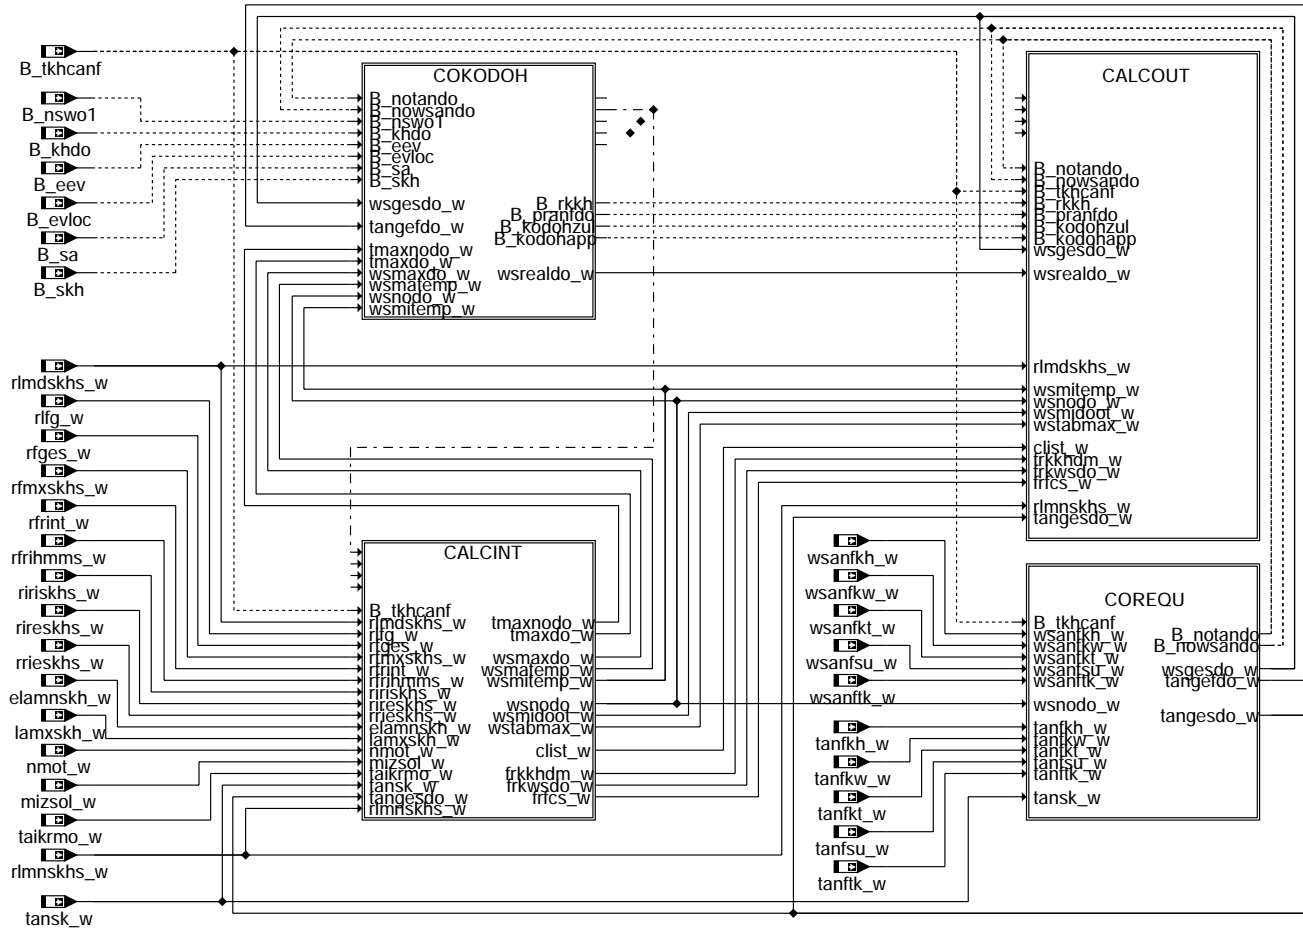 B_tkhcanf
B_nswo1
B_khdo
B_eev
B_evloc
B_sa
B_skh
COKODOH
B_notando
B_nowsando
B_nswo1
B_khdo
B_eev
B_evloc
B_sa
B_skh
wsgesdo_w
tangefdo_w
tmaxnodo_w
tmaxdo_w
wsmaxdo_w
wsmatemp_w
wsnodo_w
wsmitemp_w
B_rkkh
B_pranfdo
B_kodohzul
B_kodohapp
wsrealdo_w
CALCOUT
B_notando
B_nowsando
B_tkhcanf
B_rkkh
B_pranfdo
B_kodohzul
B_kodohapp
wsgesdo_w
wsrealdo_w
rlmdskhs_w
wsmitemp_w
wsnodo_w
wsmidoot_w
wstabmax_w
clist_w
frkkhdm_w
frkwsdo_w
frfcs_w
rlmnskhs_w
tangesdo_w
rlmdskhs_w
rlfg_w
rfges_w
rfmxskhs_w
rfrint_w
rfrihmms_w
ririskhs_w
rireskhs_w
rrieskhs_w
elamnskh_w
lamxskh_w
nmot_w
mizsol_w
taikrmo_w
rlmnskhs_w
tansk_w
CALCINT
B_tkhcanf
rlmdskhs_w
rlfg_w
rfges_w
rfmxskhs_w
rfrint_w
rfrihmms_w
ririskhs_w
rireskhs_w
rrieskhs_w
elamnskh_w
lamxskh_w
nmot_w
mizsol_w
taikrmo_w
tansk_w
tangesdo_w
rlmnskhs_w
tmaxnodo_w
tmaxdo_w
wsmaxdo_w
wsmatemp_w
wsmitemp_w
wsnodo_w
wsmidoot_w
wstabmax_w
clist_w
frkkhdm_w
frkwsdo_w
frfcs_w
wsanfkh_w
wsanfkw_w
wsanfkt_w
wsanfsu_w
wsanftk_w
tanfkh_w
tanfkw_w
tanfkt_w
tanfsu_w
tanftk_w
COREQU
B_tkhcanf
wsanfkh_w
wsanfkw_w
wsanfkt_w
wsanfsu_w
wsanftk_w
wsnodo_w
tanfkh_w
tanfkw_w
tanfkt_w
tanfsu_w
tanftk_w
tansk_w
B_notando
B_nowsando
wsgesdo_w
tangefdo_w
tangesdo_w